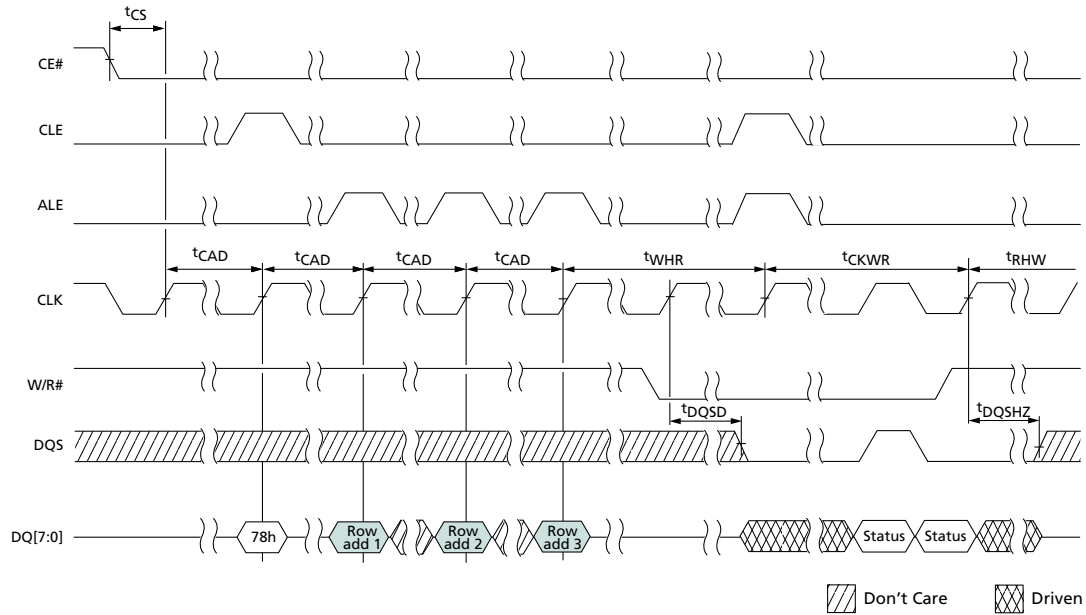 tCS
CE#
CLE
ALE
tCAD tCAD tCAD tCAD tWHR tCKWR tRHW
CLK
W/R#
tDQSD tDQSHZ
DQS
DQ[7:0] 78h Row add 1 Row add 2 Row add 3 Status Status
Don't Care Driven